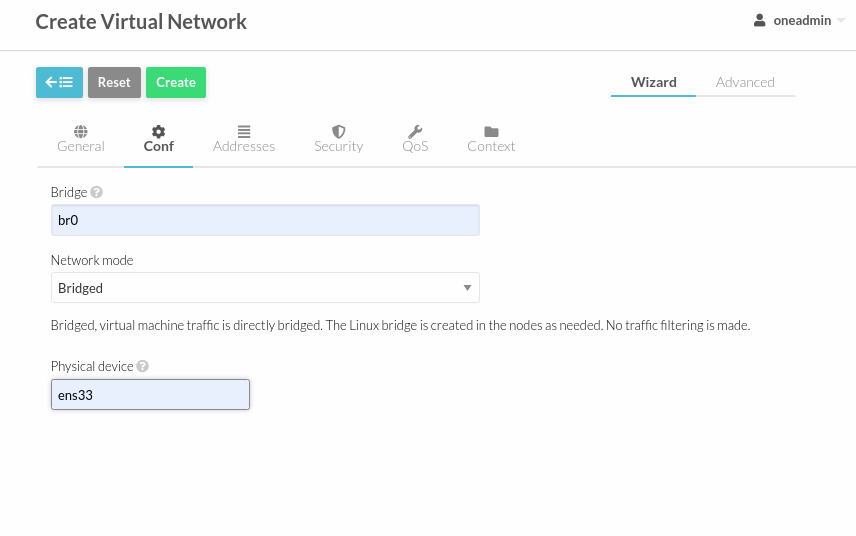 Create Virtual Network
oneadmin
Reset Create Wizard Advanced
General Conf Addresses Security QoS Context
Bridge
br0
Network mode
Bridged
Bridged, virtual machine traffic is directly bridged. The Linux bridge is created in the nodes as needed. No traffic filtering is made.
Physical device
ens33